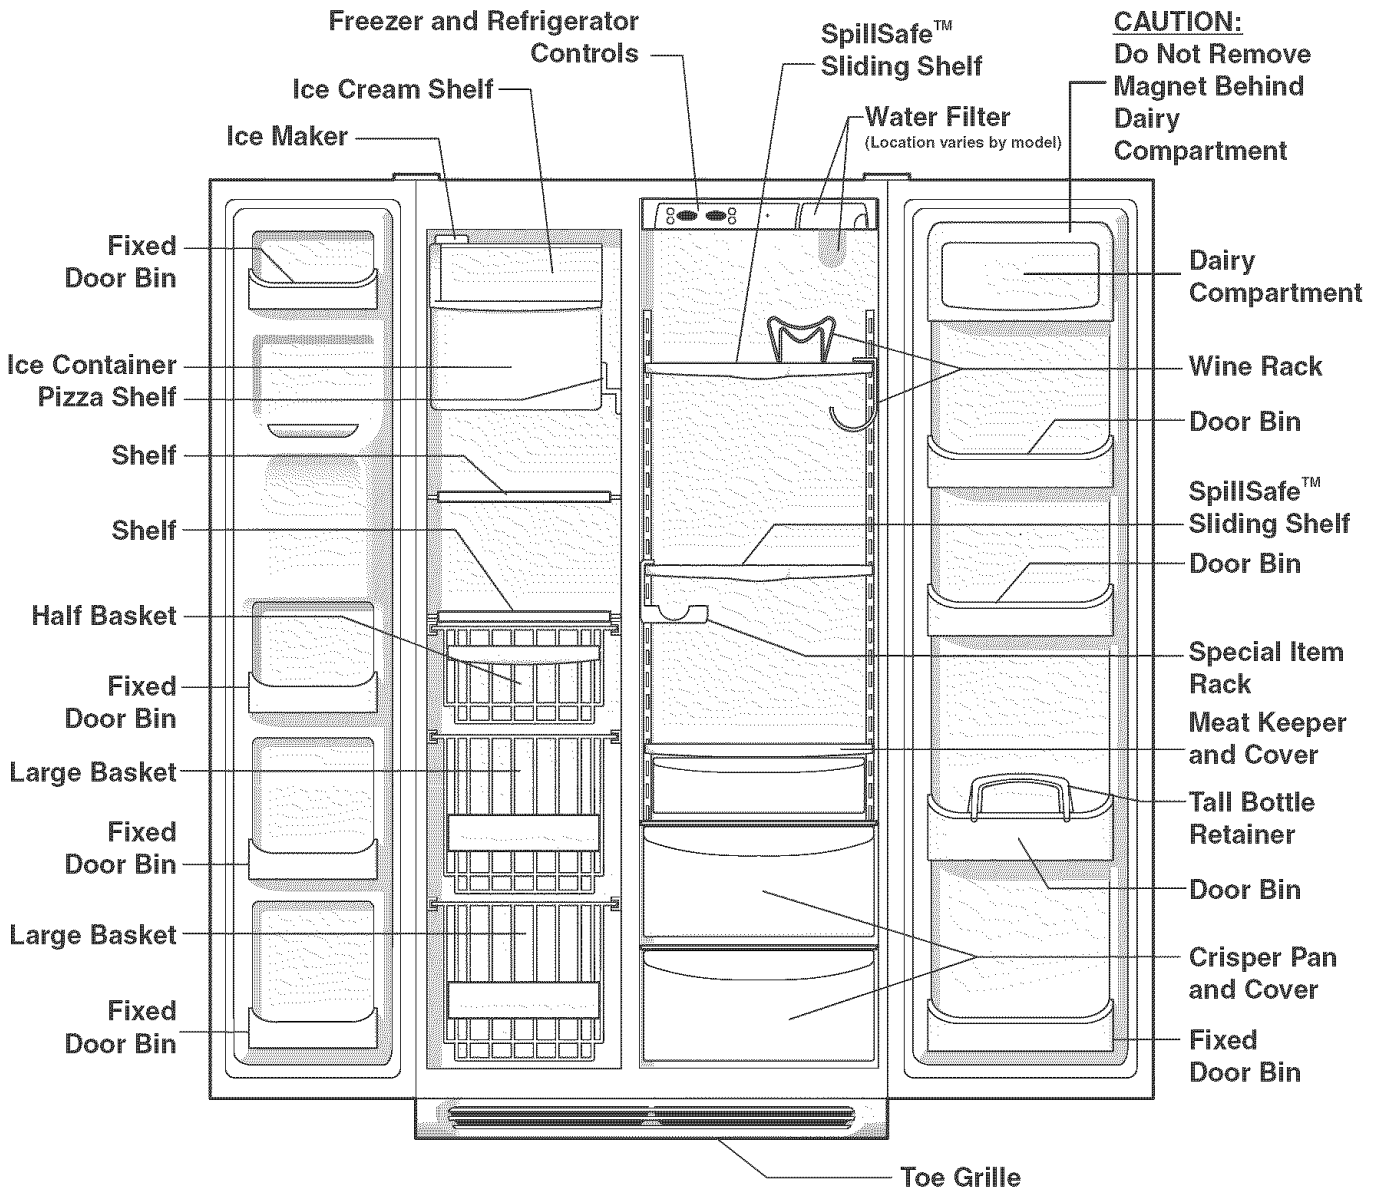 Freezer and Refrigerator
Controls
Ice Cream Shelf
Ice Maker
SpillSafe™
Sliding Shelf
Water Filter
(Location varies by model)
CAUTION:
Do Not Remove
Magnet Behind
Dairy
Compartment
Fixed
Door Bin
Ice Container
Pizza Shelf
Shelf
Shelf
Half Basket
Fixed
Door Bin
Large Basket
Fixed
Door Bin
Large Basket
Fixed
Door Bin
Dairy
Compartment
Wine Rack
Door Bin
SpillSafe™
Sliding Shelf
Door Bin
Special Item
Rack
Meat Keeper
and Cover
Tall Bottle
Retainer
Door Bin
Crisper Pan
and Cover
Fixed
Door Bin
Toe Grille